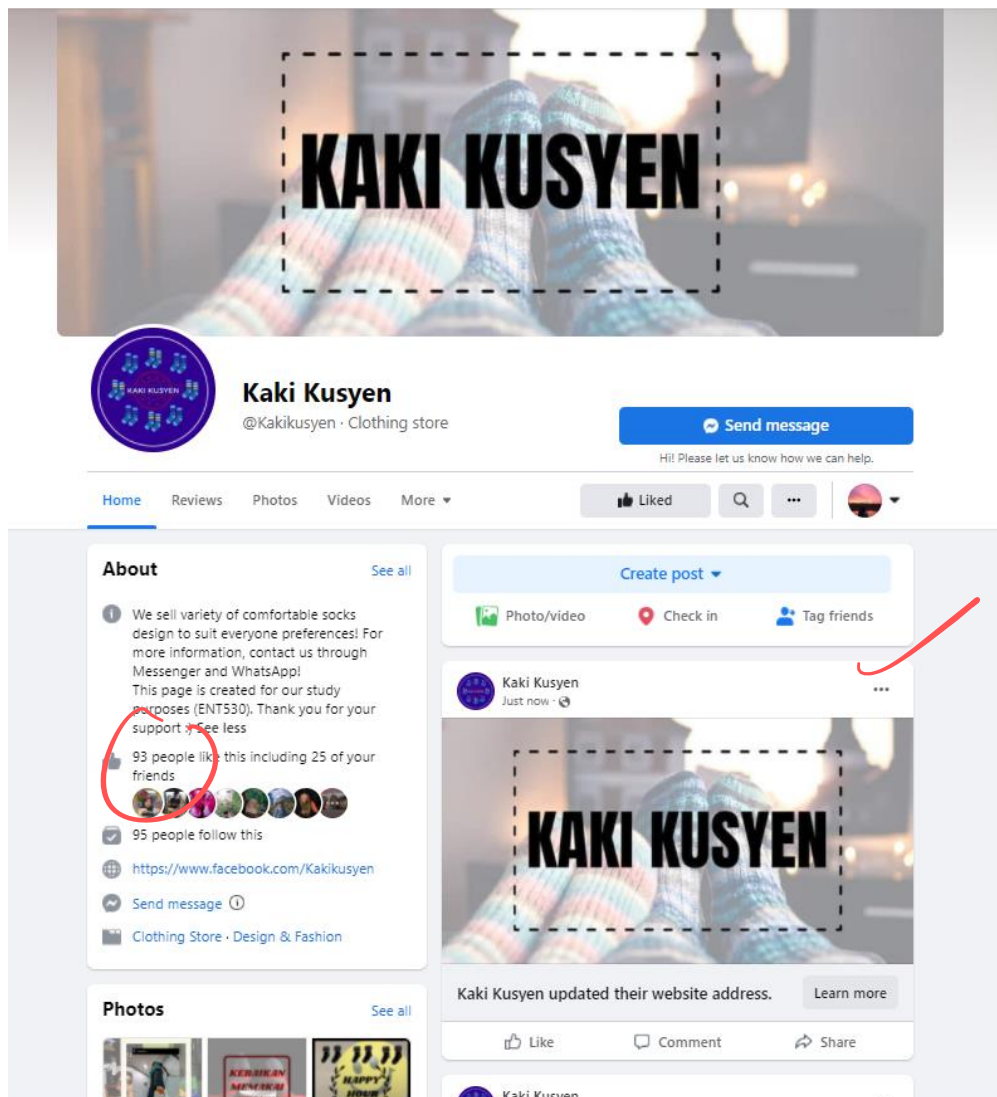 KAKI KUSYEN
KAKI KUSYEN
Kaki Kusyen
@Kakikusyen · Clothing store
Send message
Hi! Please let us know how we can help.
Home Reviews Photos Videos More
Liked
About
See all
We sell variety of comfortable socks
design to suit everyone preferences! For
more information, contact us through
Messenger and WhatsApp!
This page is created for our study
purposes (ENT530). Thank you for your
support :) See less
93 people like this including 25 of your
friends
95 people follow this
https://www.facebook.com/Kakikusyen
Send message
Clothing Store · Design & Fashion
Photos
See all
KEBAIKAN
MEMAKAI
HAPPY
HOUR
Create post
Photo/video Check in Tag friends
Kaki Kusyen
Just now ·
KAKI KUSYEN
Kaki Kusyen updated their website address.
Learn more
Like Comment Share
Kaki Kusyen